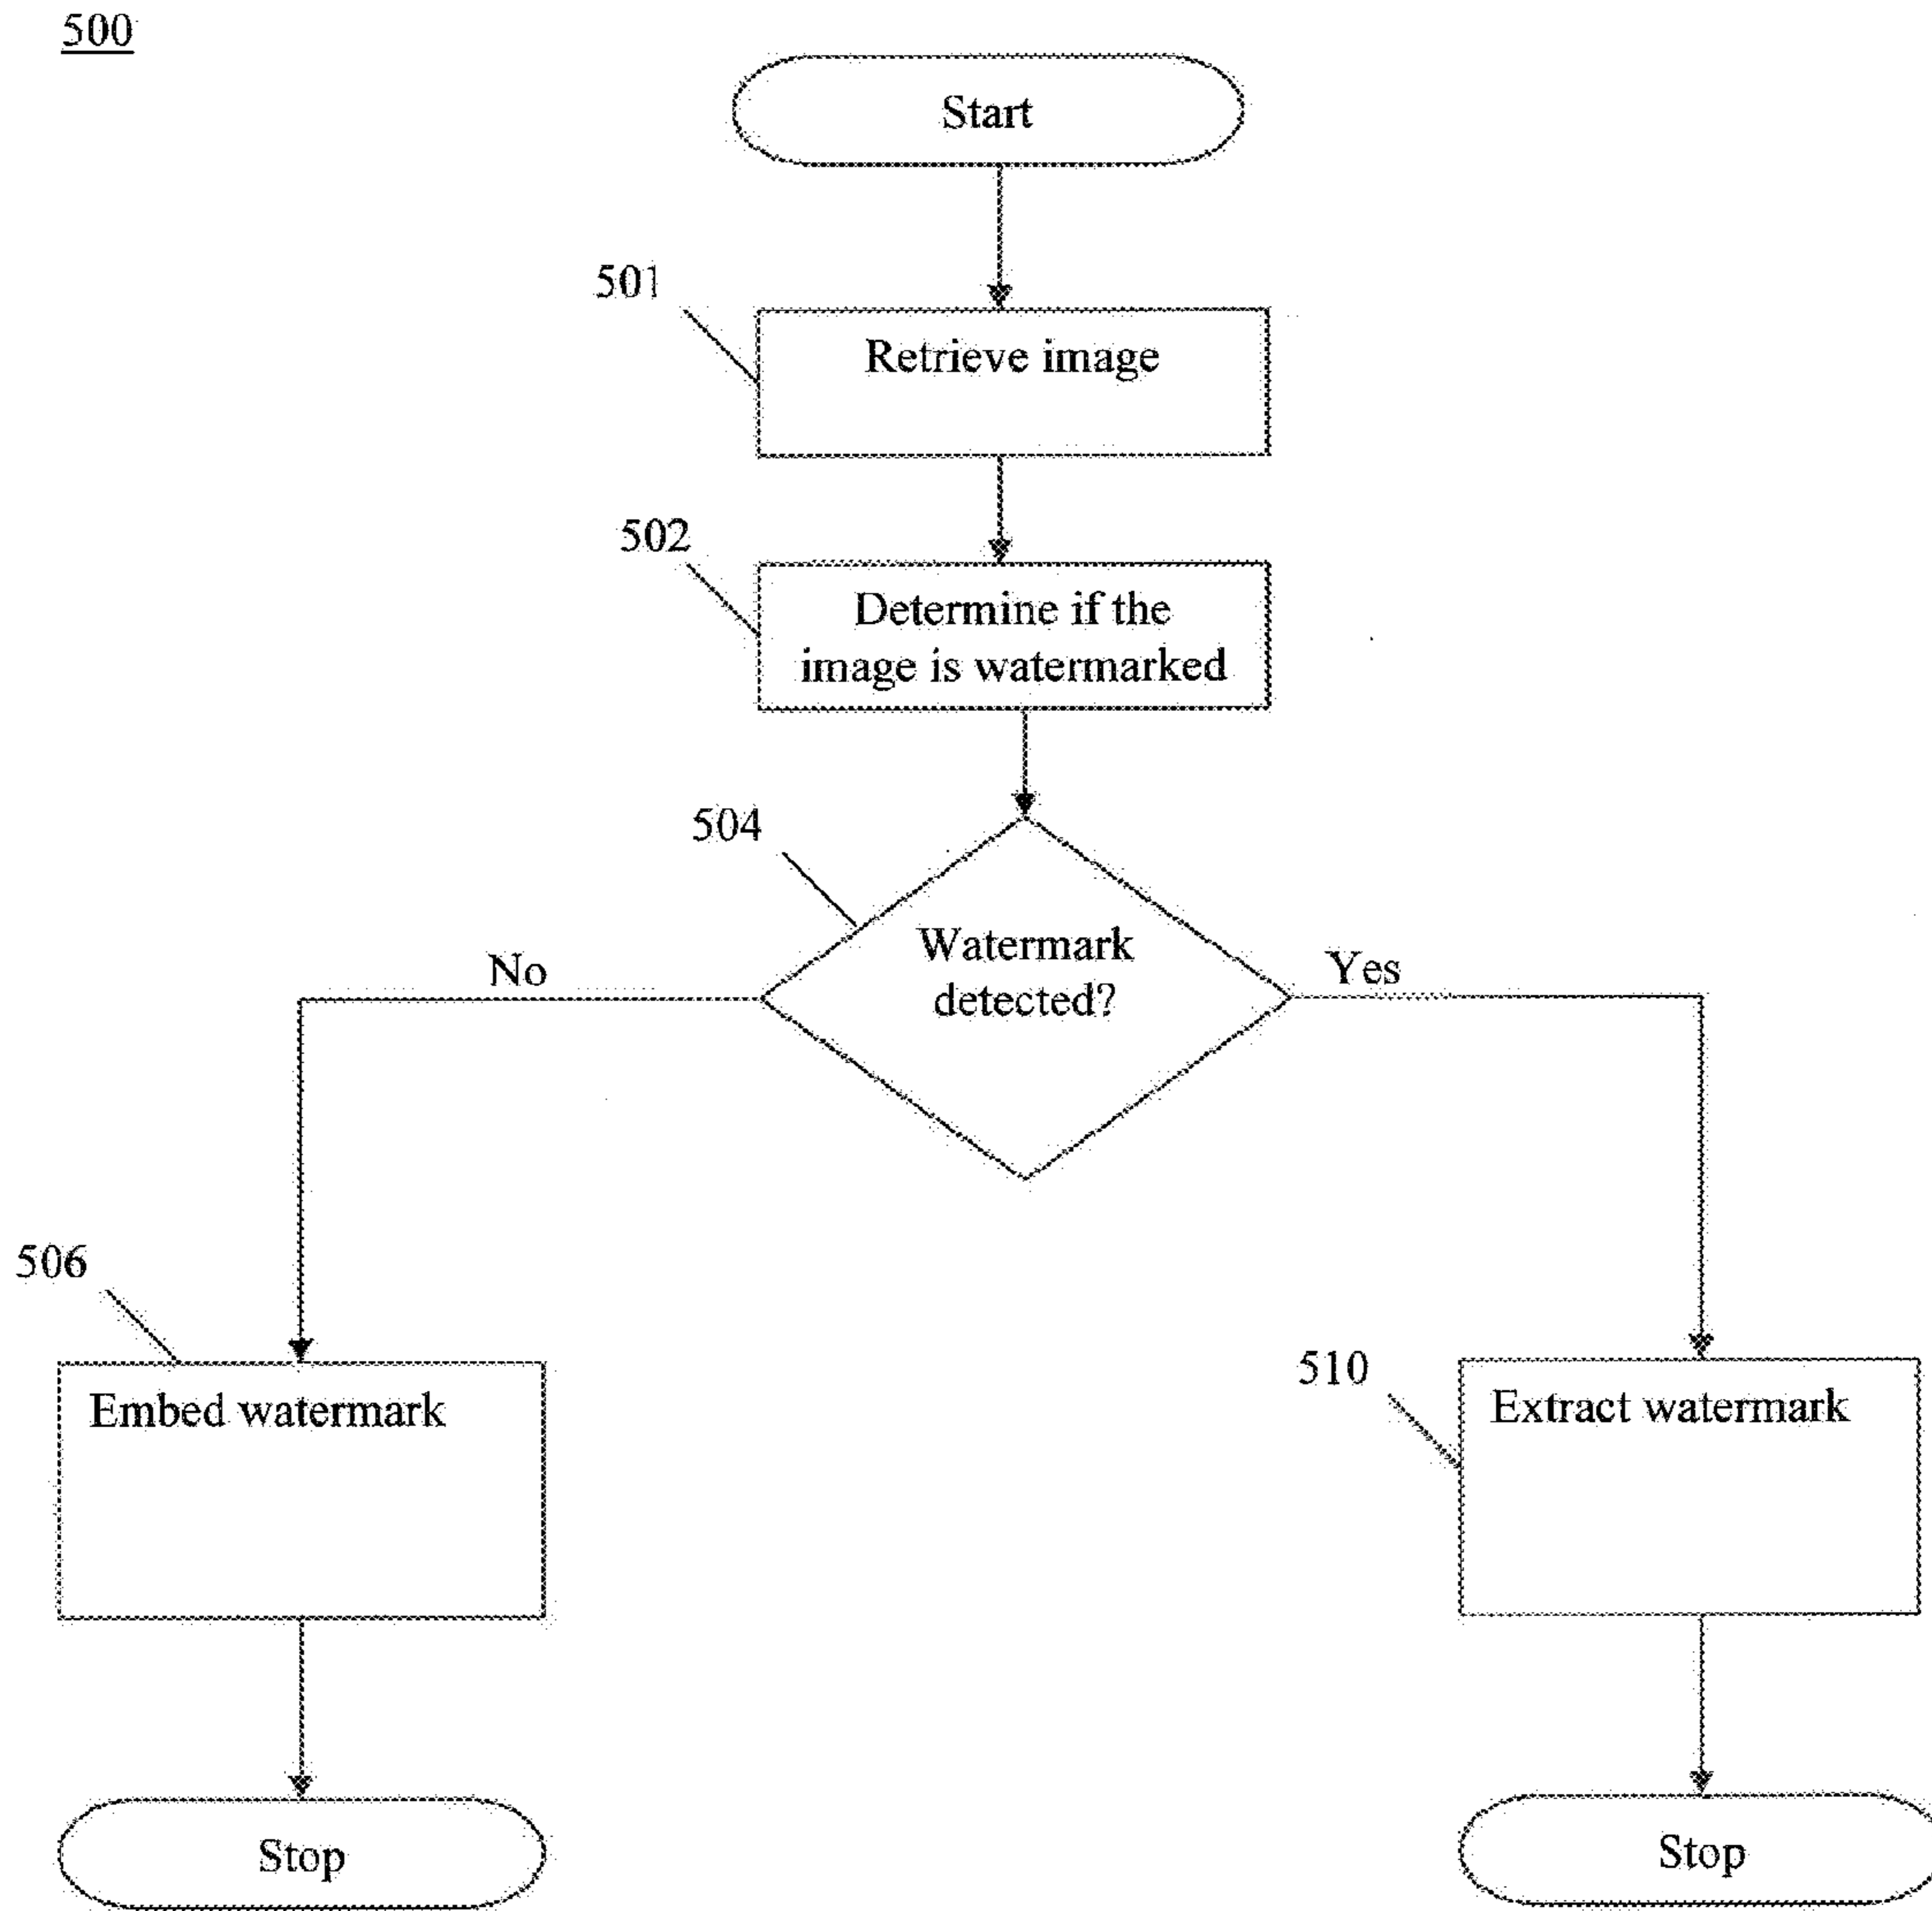 500
Start
501
Retrieve image
502
Determine if the
image is watermarked
504
Watermark
detected?
No
Yes
506
Embed watermark
510
Extract watermark
Stop
Stop